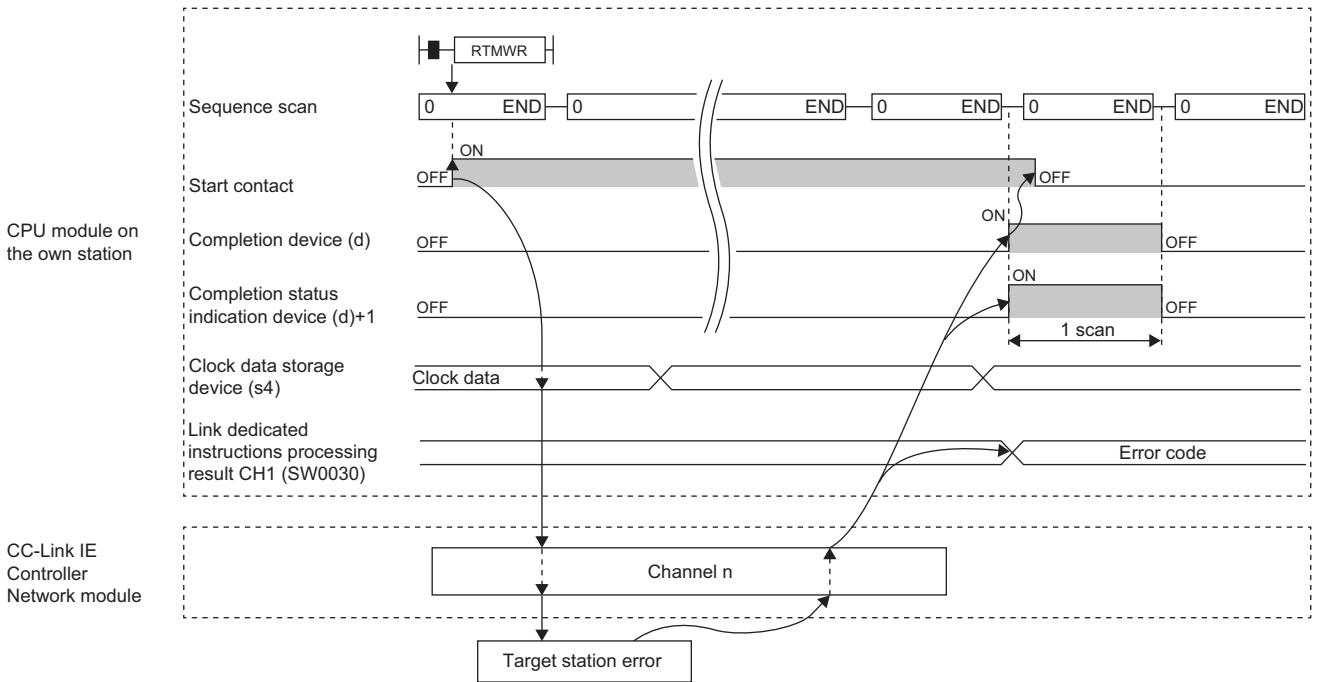 RTMWR
Sequence scan
0 END 0 END 0 END 0 END 0 END
ON
Start contact
OFF
OFF
CPU module on
the own station
ON
Completion device (d)
OFF
OFF
ON
Completion status
indication device (d)+1
OFF
OFF
1 scan
Clock data storage
device (s4)
Clock data
Link dedicated
instructions processing
result CH1 (SW0030)
Error code
CC-Link IE
Controller
Network module
Channel n
Target station error